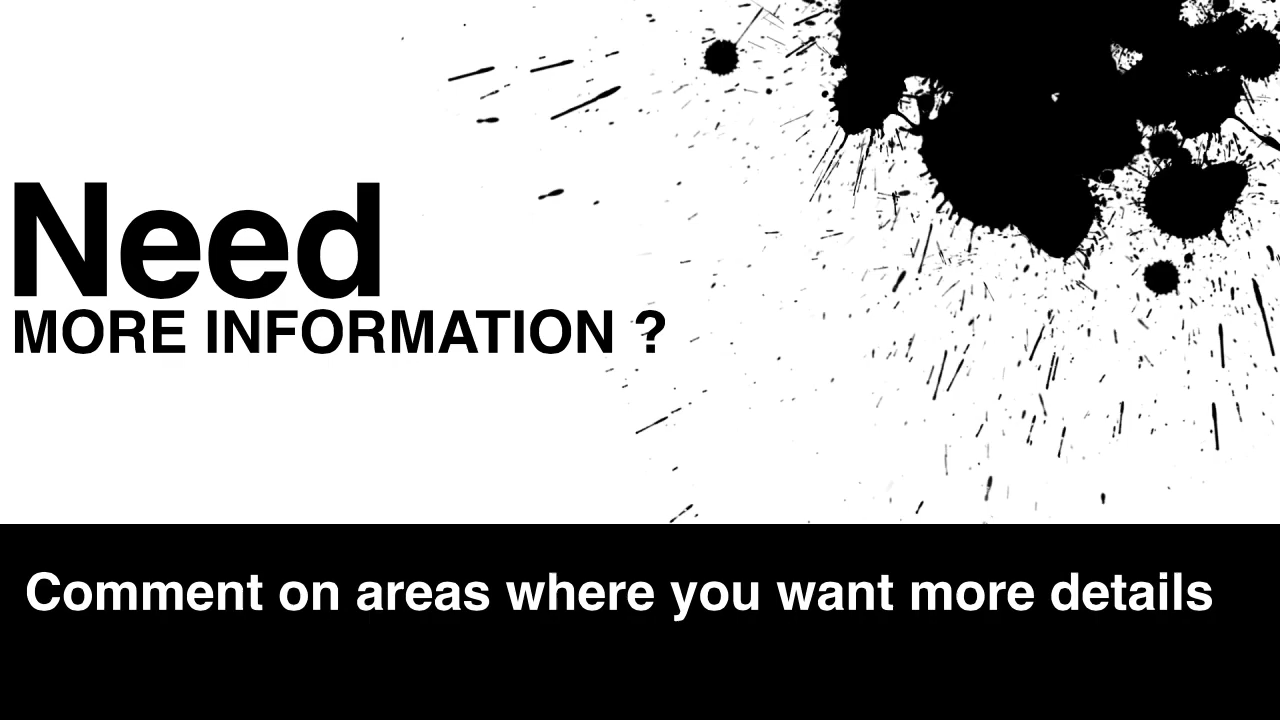 Need
MORE INFORMATION ?
Comment on areas where you want more details